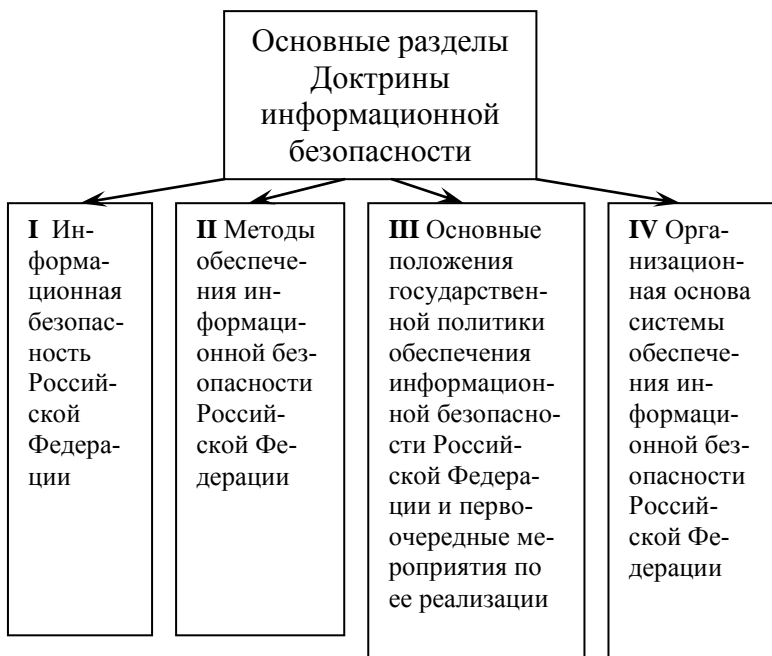 Основные разделы
Доктрины
информационной
безопасности
I Ин-
форма-
ционная
безопас-
ность
Россий-
ской
Федера-
ции
II Методы
обеспече-
ния ин-
формаци-
онной без-
опасности
Россий-
ской Фе-
дерации
III Основные
положения
государствен-
ной политики
обеспечения
информацион-
ной безопасно-
сти Россий-
ской Федера-
ции и перво-
очередные ме-
роприятия по
ее реализации
IV Орга-
низацион-
ная основа
системы
обеспече-
ния ин-
формаци-
онной без-
опасности
Россий-
ской Фе-
дерации